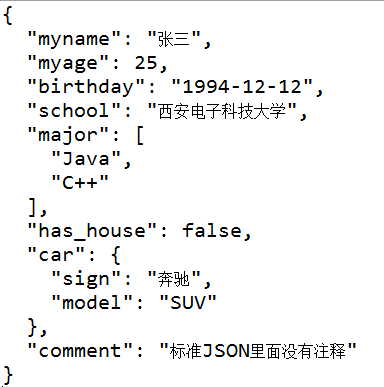 {
  "myname": "张三",
  "myage": 25,
  "birthday": "1994-12-12",
  "school": "西安电子科技大学",
  "major": [
    "Java",
    "C++"
  ],
  "has_house": false,
  "car": {
    "sign": "奔驰",
    "model": "SUV"
  },
  "comment": "标准JSON里面没有注释"
}